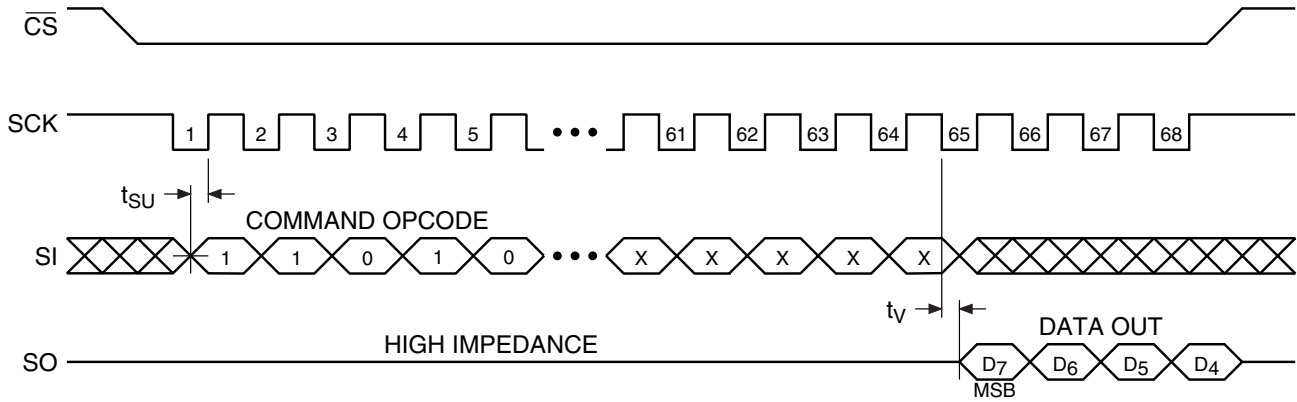 CS
SCK 1 2 3 4 5 ••• 61 62 63 64 65 66 67 68
tSU
COMMAND OPCODE
SI 1 1 0 1 0 ••• X X X X X
tV
HIGH IMPEDANCE DATA OUT
SO D7 D6 D5 D4
MSB